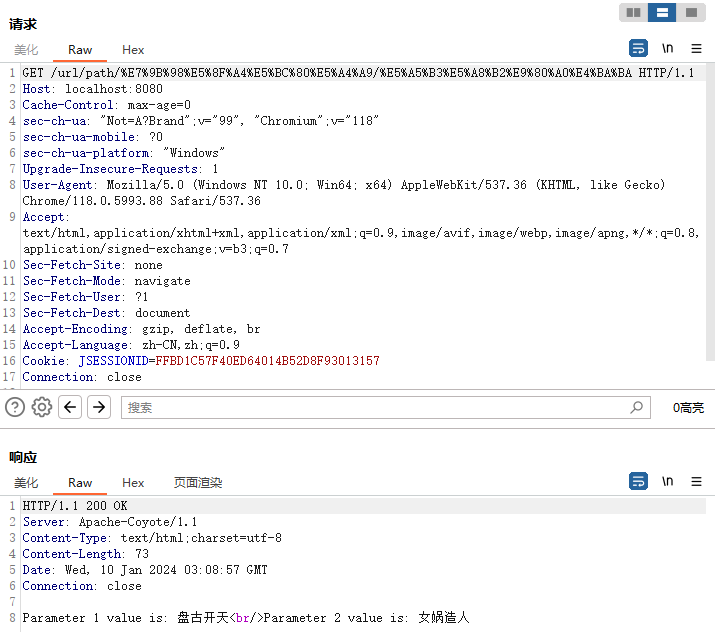 请求
美化 Raw Hex
\n
1 GET /url/path/%E7%9B%98%E5%8F%A4%E5%BC%80%E5%A4%A9/%E5%A5%B3%E5%A8%B2%E9%80%A0%E4%BA%BA HTTP/1.1
2 Host: localhost:8080
3 Cache-Control: max-age=0
4 sec-ch-ua: "Not=A?Brand";v="99", "Chromium";v="118"
5 sec-ch-ua-mobile: ?0
6 sec-ch-ua-platform: "Windows"
7 Upgrade-Insecure-Requests: 1
8 User-Agent: Mozilla/5.0 (Windows NT 10.0; Win64; x64) AppleWebKit/537.36 (KHTML, like Gecko)
Chrome/118.0.5993.88 Safari/537.36
9 Accept:
text/html,application/xhtml+xml,application/xml;q=0.9,image/avif,image/webp,image/apng,*/*;q=0.8,
application/signed-exchange;v=b3;q=0.7
10 Sec-Fetch-Site: none
11 Sec-Fetch-Mode: navigate
12 Sec-Fetch-User: ?1
13 Sec-Fetch-Dest: document
14 Accept-Encoding: gzip, deflate, br
15 Accept-Language: zh-CN,zh;q=0.9
16 Cookie: JSESSIONID=FFBD1C57F40ED64014B52D8F93013157
17 Connection: close
搜索
0高亮
响应
美化 Raw Hex 页面渲染
\n
1 HTTP/1.1 200 OK
2 Server: Apache-Coyote/1.1
3 Content-Type: text/html;charset=utf-8
4 Content-Length: 73
5 Date: Wed, 10 Jan 2024 03:08:57 GMT
6 Connection: close
7
8 Parameter 1 value is: 盘古开天<br/>Parameter 2 value is: 女娲造人